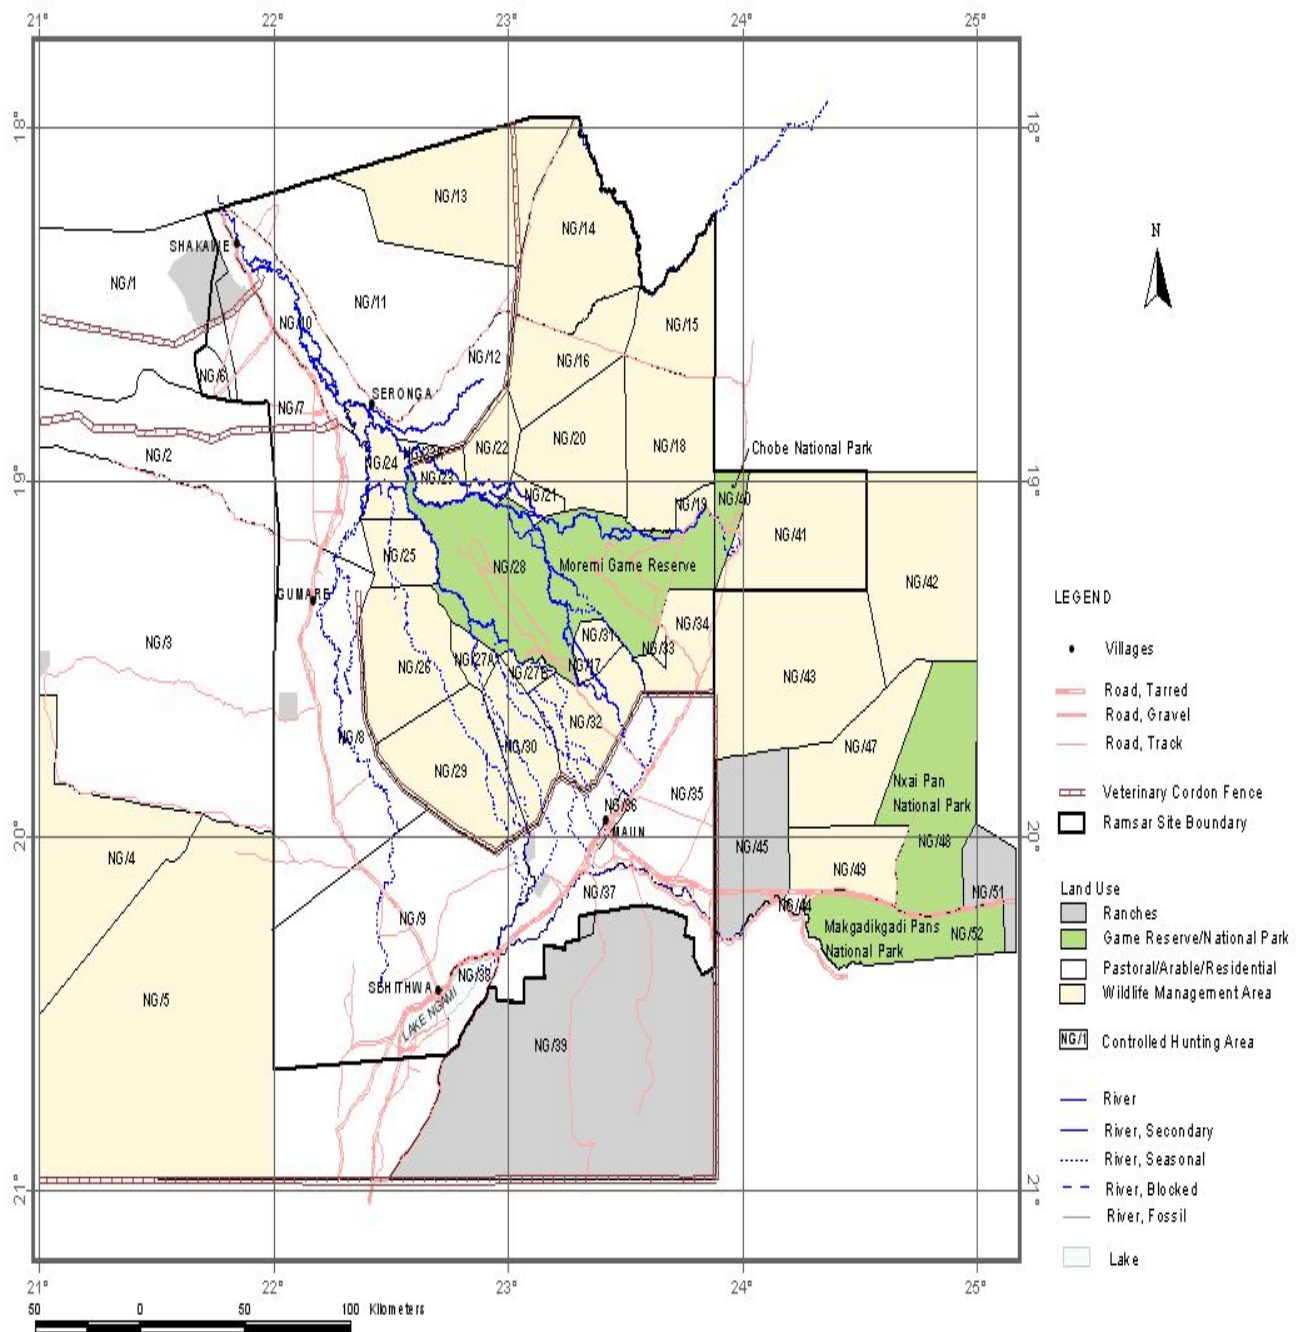 21°
22°
23°
24°
25°
18°
18°
NG/13
NG/14
SHAKAWE
N
NG/1
NG/11
NG/10
NG/15
NG/12
NG/16
NG/6
SERONGA
NG/7
NG/20
NG/18
NG/22
Chobe National Park
NG/2
NG/24
NG/23
19°
19°
NG/21
NG/19
NG/40
NG/41
NG/25
NG/28
Moremi Game Reserve
NG/42
GUMARE
LEGEND
NG/3
NG/31
NG/34
NG/33
Villages
NG/26
NG/27A
NG/27B
NG/17
NG/43
Road, Tarred
Road, Gravel
NG/32
NG/8
NG/30
NG/47
Road, Track
NG/29
Nxai Pan
National Park
NG/35
Veterinary Cordon Fence
NG/36
MAUN
Ramsar Site Boundary
20°
20°
NG/4
NG/45
NG/48
NG/49
Land Use
NG/51
NG/37
NG/44
Ranches
NG/9
Makgadikgadi Pans
National Park
NG/52
Game Reserve/National Park
Pastoral/Arable/Residential
SEHITHWA
NG/38
Wildlife Management Area
NG/5
LAKE NGAMI
NG/39
NG/1
Controlled Hunting Area
River
River, Secondary
River, Seasonal
21°
21°
River, Blocked
River, Fossil
Lake
21°
22°
23°
24°
25°
50 0 50 100 Kilometers